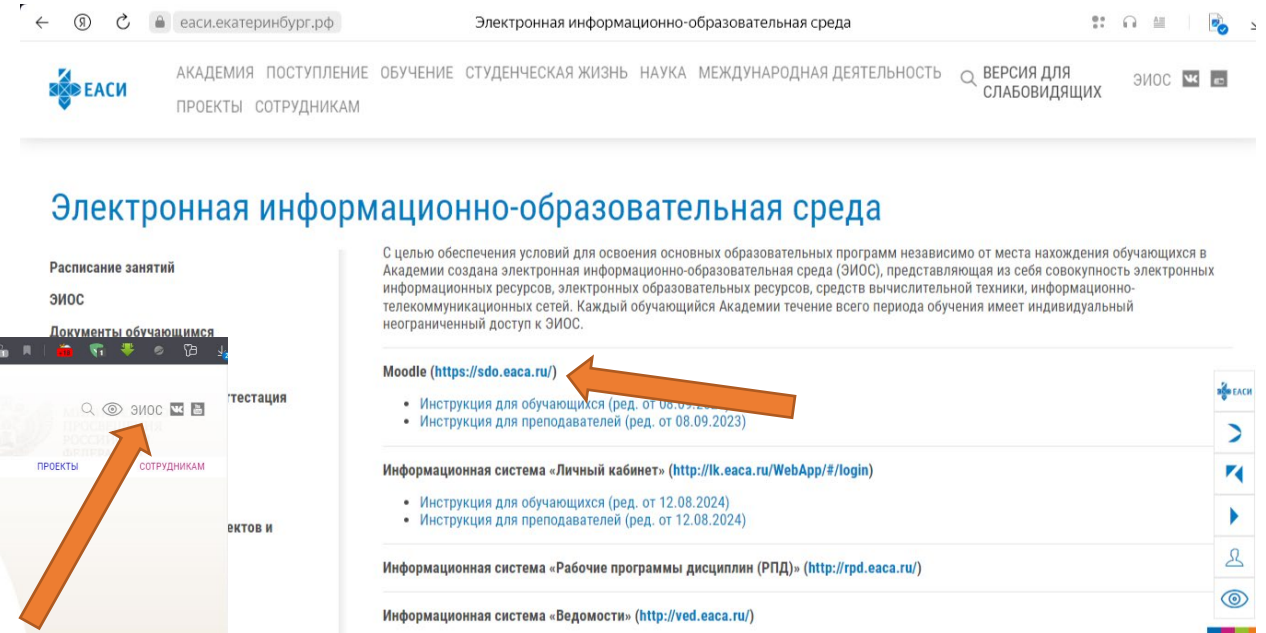 еаси.екатеринбург.рф
Электронная информационно-образовательная среда
ЕАСИ
АКАДЕМИЯ ПОСТУПЛЕНИЕ ОБУЧЕНИЕ СТУДЕНЧЕСКАЯ ЖИЗНЬ НАУКА МЕЖДУНАРОДНАЯ ДЕЯТЕЛЬНОСТЬ
ПРОЕКТЫ СОТРУДНИКАМ
ВЕРСИЯ ДЛЯ
СЛАБОВИДЯЩИХ
ЭИОС
Электронная информационно-образовательная среда
Расписание занятий
ЭИОС
Документы обучающимся
ттестация
ектов и
ЭИОС
ПРОЕКТЫ СОТРУДНИКАМ
С целью обеспечения условий для освоения основных образовательных программ независимо от места нахождения обучающихся в
Академии создана электронная информационно-образовательная среда (ЭИОС), представляющая из себя совокупность электронных
информационных ресурсов, электронных образовательных ресурсов, средств вычислительной техники, информационно-
телекоммуникационных сетей. Каждый обучающийся Академии течение всего периода обучения имеет индивидуальный
неограниченный доступ к ЭИОС.
Moodle (https://sdo.eaca.ru/)
• Инструкция для обучающихся (ред. от 08.09.
• Инструкция для преподавателей (ред. от 08.09.2023)
Информационная система «Личный кабинет» (http://lk.eaca.ru/WebApp/#/login)
• Инструкция для обучающихся (ред. от 12.08.2024)
• Инструкция для преподавателей (ред. от 12.08.2024)
Информационная система «Рабочие программы дисциплин (РПД)» (http://rpd.eaca.ru/)
Информационная система «Ведомости» (http://ved.eaca.ru/)
ЕАСИ